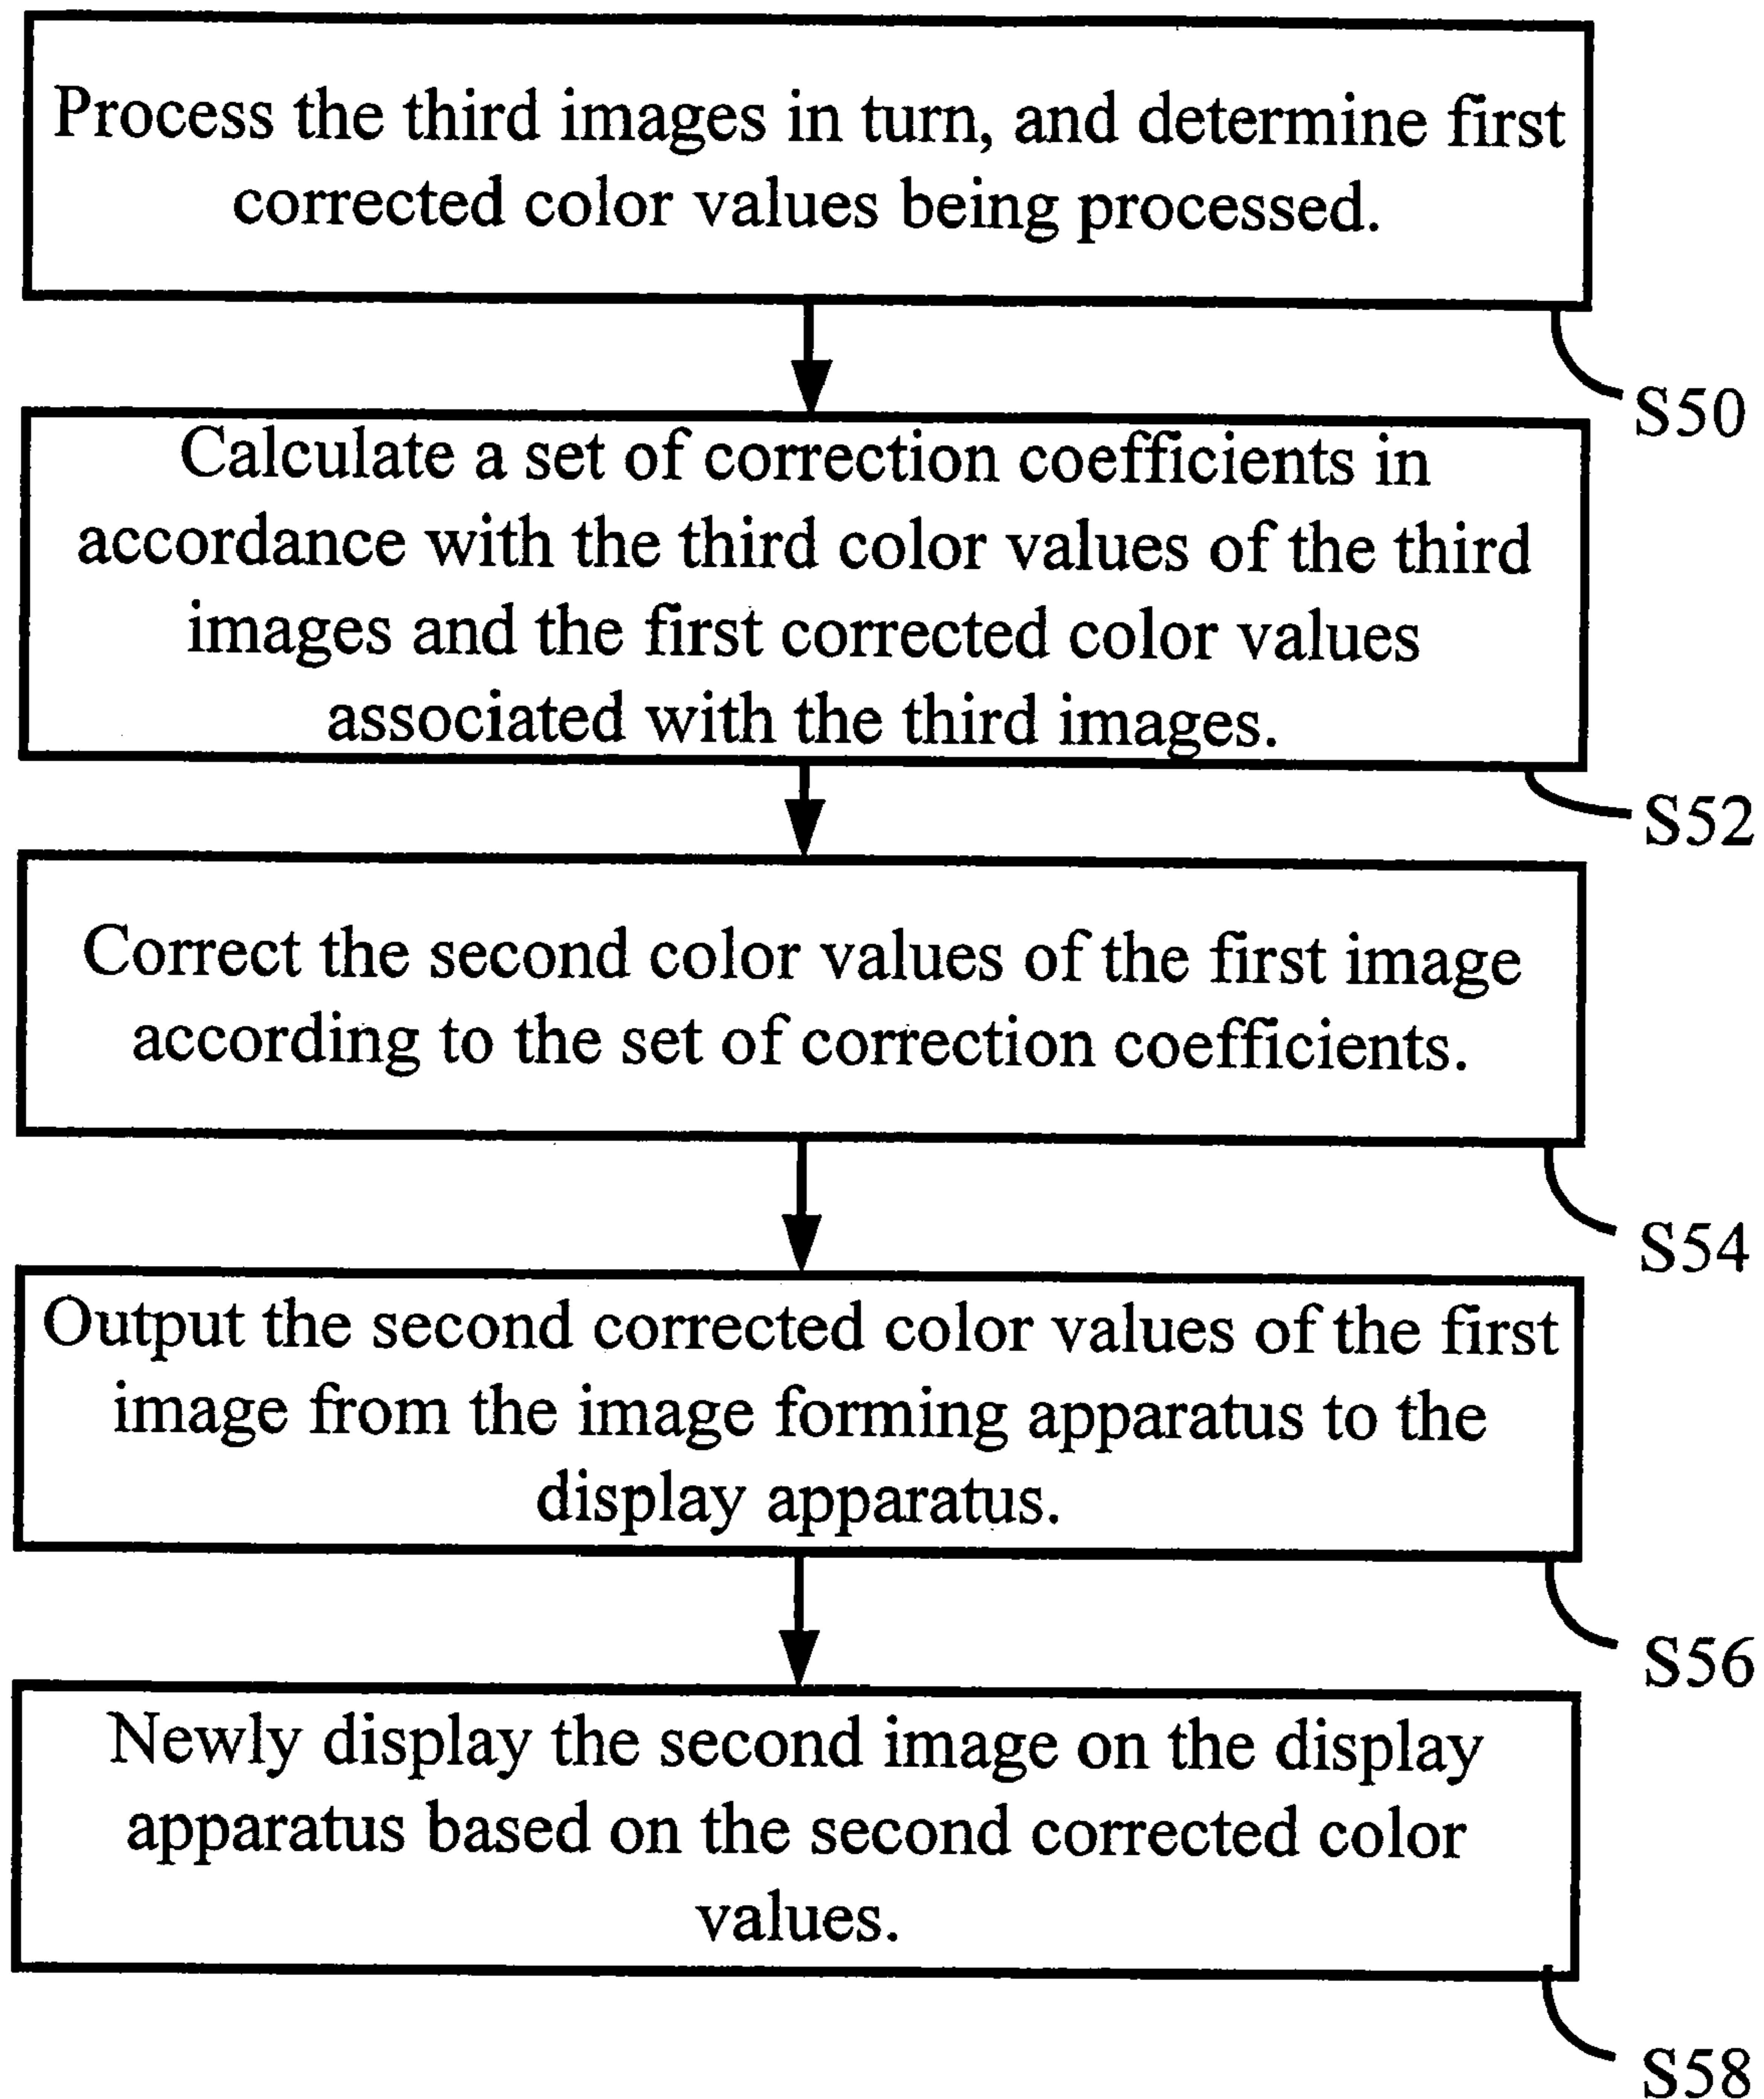 Process the third images in turn, and determine first
corrected color values being processed.
S50
Calculate a set of correction coefficients in
accordance with the third color values of the third
images and the first corrected color values
associated with the third images.
S52
Correct the second color values of the first image
according to the set of correction coefficients.
S54
Output the second corrected color values of the first
image from the image forming apparatus to the
display apparatus.
S56
Newly display the second image on the display
apparatus based on the second corrected color
values.
S58